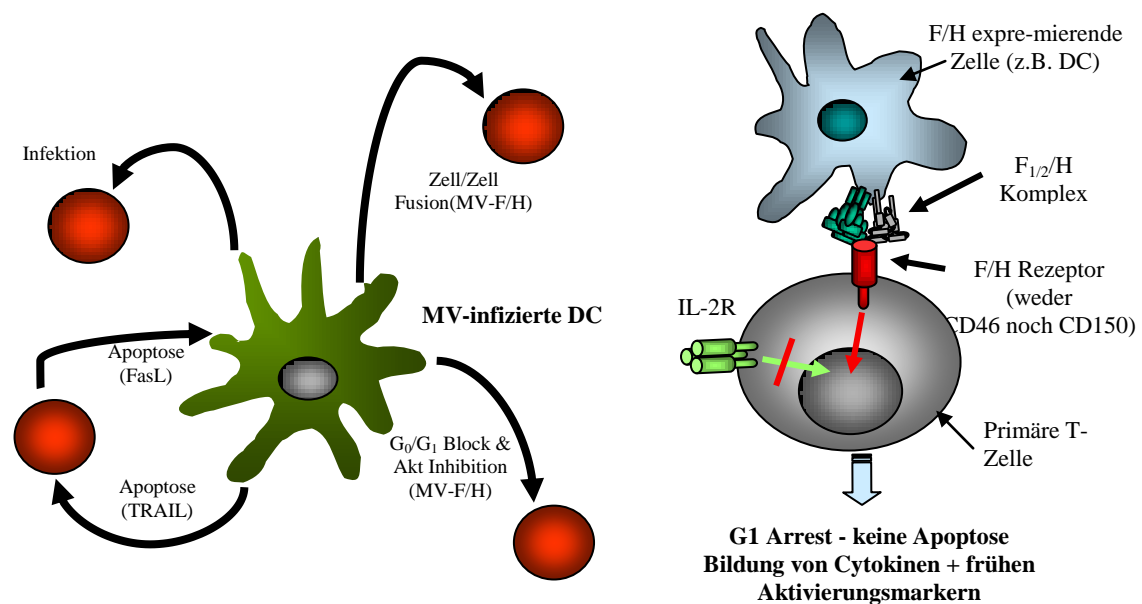 Infektion
Zell/Zell
Fusion(MV-F/H)
MV-infizierte DC
Apoptose
(FasL)
Apoptose
(TRAIL)
G₀/G₁ Block &
Akt Inhibition
(MV-F/H)
F/H expre-mierende
Zelle (z.B. DC)
F₁/₂/H
Komplex
F/H Rezeptor
(weder
CD46 noch CD150)
IL-2R
Primäre T-
Zelle
G1 Arrest - keine Apoptose
Bildung von Cytokinen + frühen
Aktivierungsmarkern